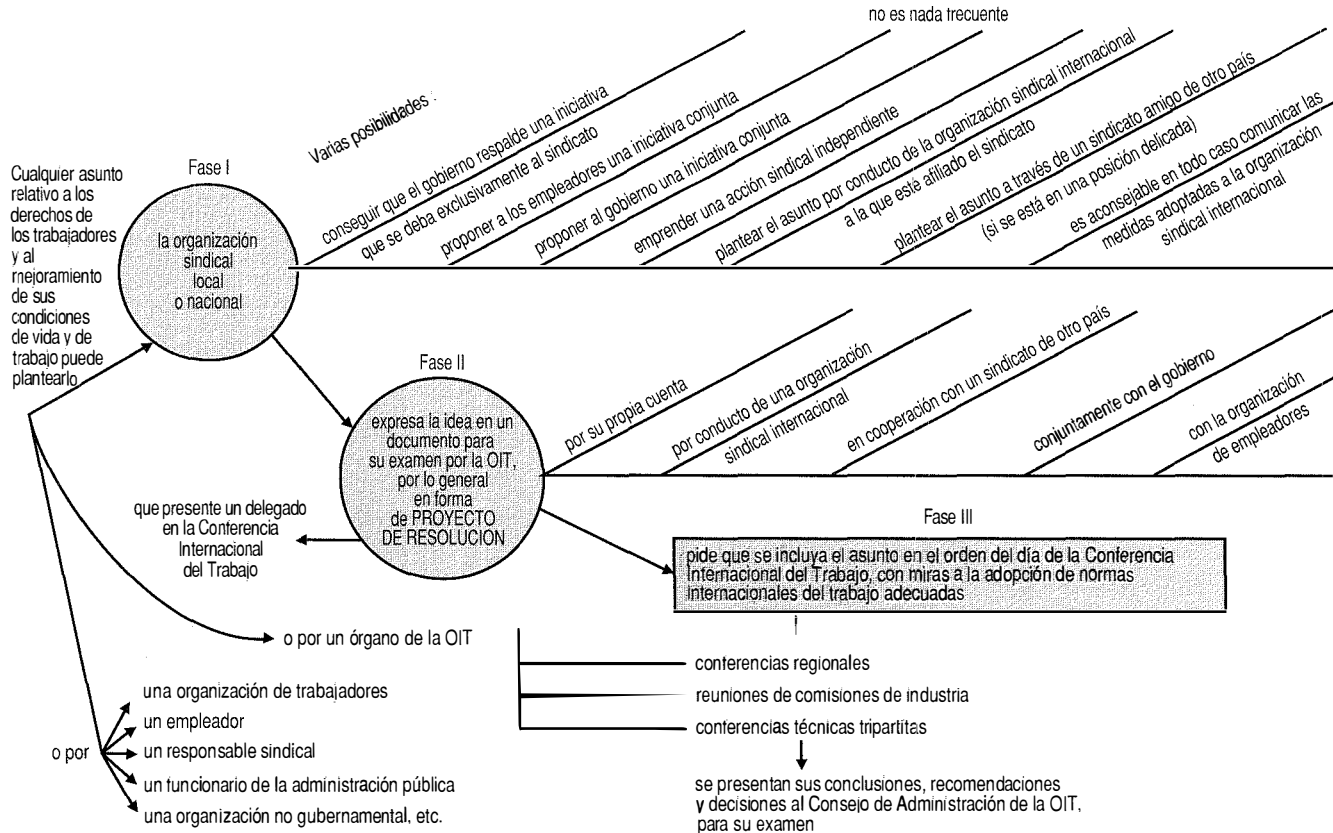 no es nada trecuente
Varias posibilidades :
conseguir que el gobierno respalde una iniciativa
que se deba exclusivamente al sindicato
proponer a los empleadores una iniciativa conjunta
proponer al gobierno una iniciativa conjunta
emprender una acción sindical independiente
plantear el asunto por conducto de la organización sindical internacional
a la que esté afiliado el sindicato
plantear el asunto a través de un sindicato amigo de otro país
(si se está en una posición delicada)
es aconsejable en todo caso comunicar las
medidas adoptadas a la organización
sindical internacional
Cualquier asunto
relativo a los
derechos de
los trabajadores
y al
mejoramiento
de sus
condiciones
de vida y de
trabajo puede
plantearlo
Fase I
la organización
sindical
local
o nacional
Fase II
expresa la idea en un
documento para
su examen por la OIT,
por lo general
en forma
de PROYECTO
DE RESOLUCION
por su propia cuenta
por conducto de una organización
sindical internacional
en cooperación con un sindicato de otro país
conjuntamente con el gobierno
con la organización
de empleadores
que presente un delegado
en la Conferencia
Internacional
del Trabajo
Fase III
pide que se incluya el asunto en el orden del día de la Conferencia
Internacional del Trabajo, con miras a la adopción de normas
internacionales del trabajo adecuadas
o por un órgano de la OIT
conferencias regionales
reuniones de comisiones de industria
conferencias técnicas tripartitas
se presentan sus conclusiones, recomendaciones
y decisiones al Consejo de Administración de la OIT,
para su examen
o por
una organización de trabajadores
un empleador
un responsable sindical
un funcionario de la administración pública
una organización no gubernamental, etc.